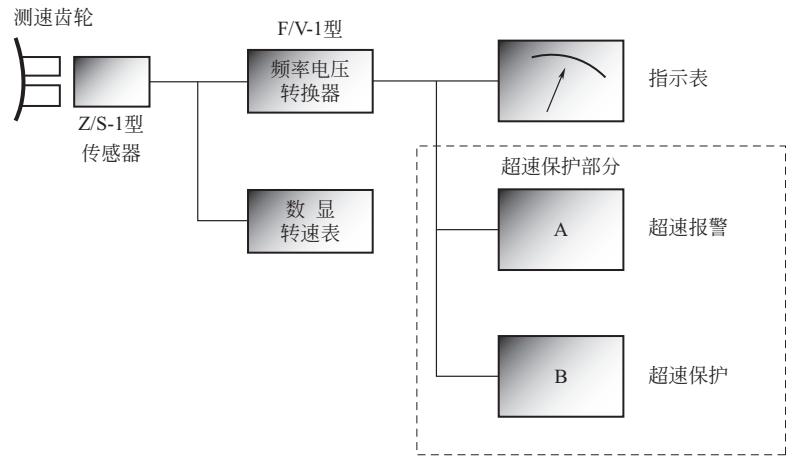 测速齿轮
Z/S-1型
传感器
F/V-1型
频率电压
转换器
数 显
转速表
指示表
超速保护部分
A
超速报警
B
超速保护